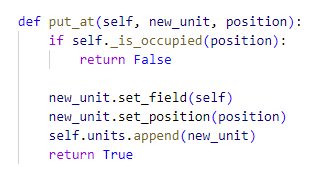 def put_at(self, new_unit, position):
    if self._is_occupied(position):
        return False

    new_unit.set_field(self)
    new_unit.set_position(position)
    self.units.append(new_unit)
    return True